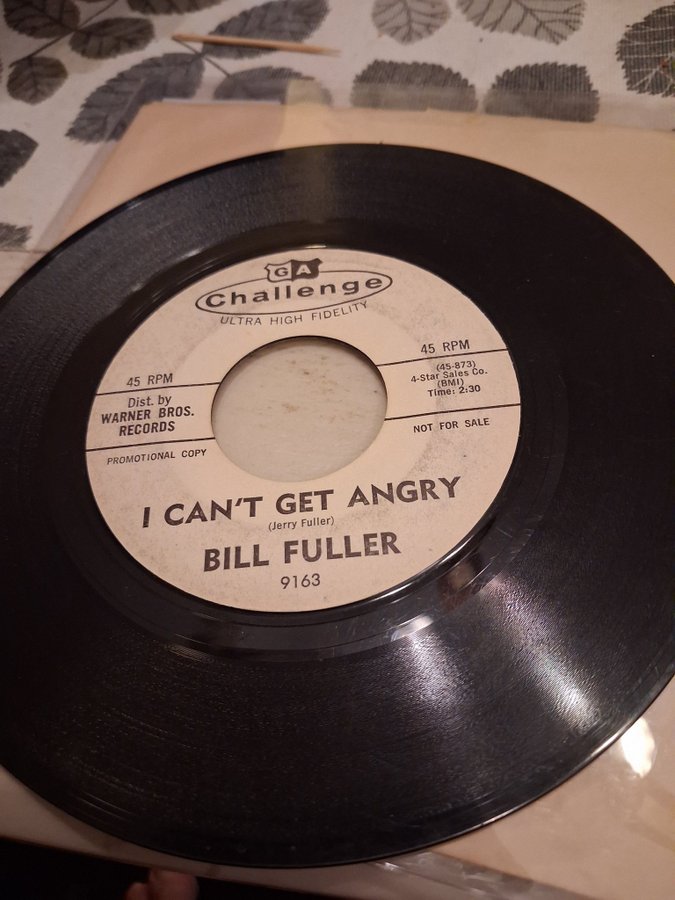 GA
Challenge
ULTRA HIGH FIDELITY
45 RPM
Dist. by
WARNER BROS.
RECORDS
PROMOTIONAL COPY
45 RPM
(45-873)
4-Star Sales Co.
(BMI)
Time: 2:30
NOT FOR SALE
I CAN'T GET ANGRY
(Jerry Fuller)
BILL FULLER
9163